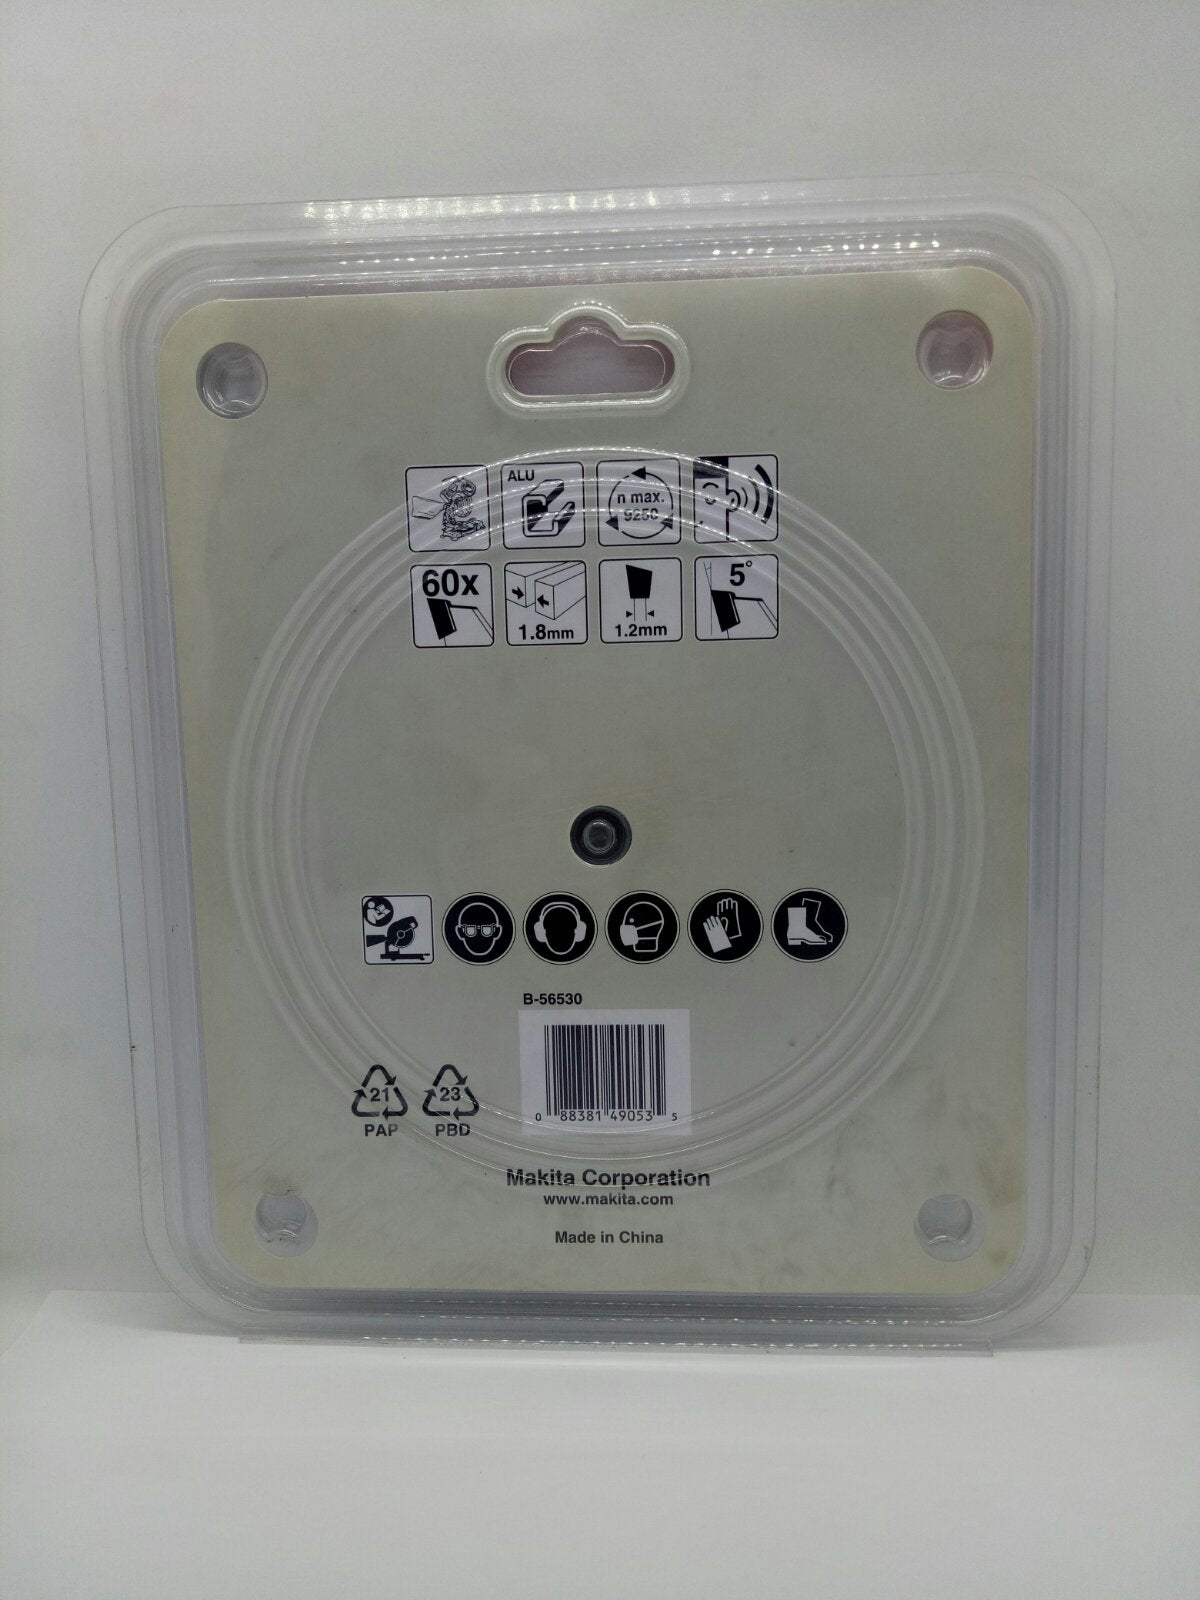 ALU
n max.
9250
60x
1.8mm
1.2mm
5°
B-56530
0 88381 49053 5
21
PAP
23
PBD
Makita Corporation
www.makita.com
Made in China